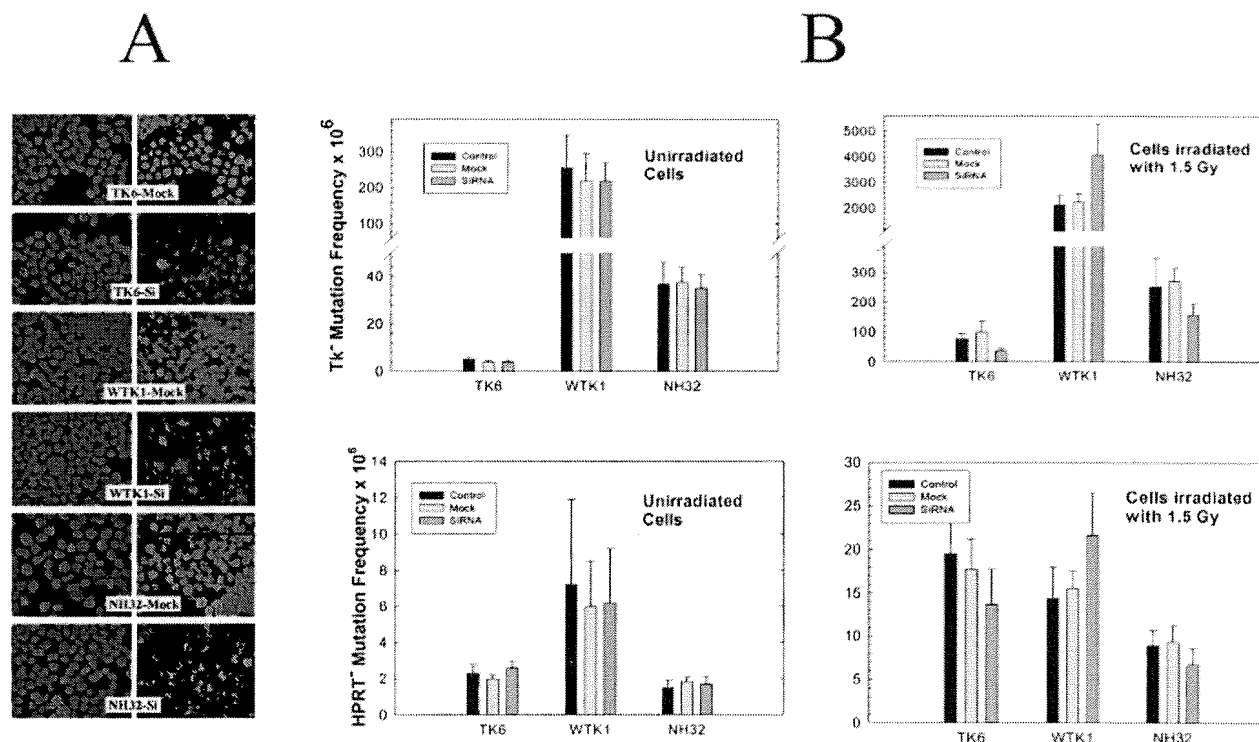 A
B
TK6-Mock
TK6-Si
WTK1-Mock
WTK1-Si
NH32-Mock
NH32-Si
Tk⁻ Mutation Frequency x 10⁶
300
200
100
40
20
0
Control
Mock
SiRNA
Unirradiated
Cells
TK6
WTK1
NH32
5000
4000
3000
2000
300
200
100
0
Control
Mock
SiRNA
Cells irradiated
with 1.5 Gy
TK6
WTK1
NH32
HPRT⁻ Mutation Frequency x 10⁶
14
12
10
8
6
4
2
0
Control
Mock
SiRNA
Unirradiated
Cells
TK6
WTK1
NH32
30
25
20
15
10
5
0
Control
Mock
SiRNA
Cells irradiated
with 1.5 Gy
TK6
WTK1
NH32